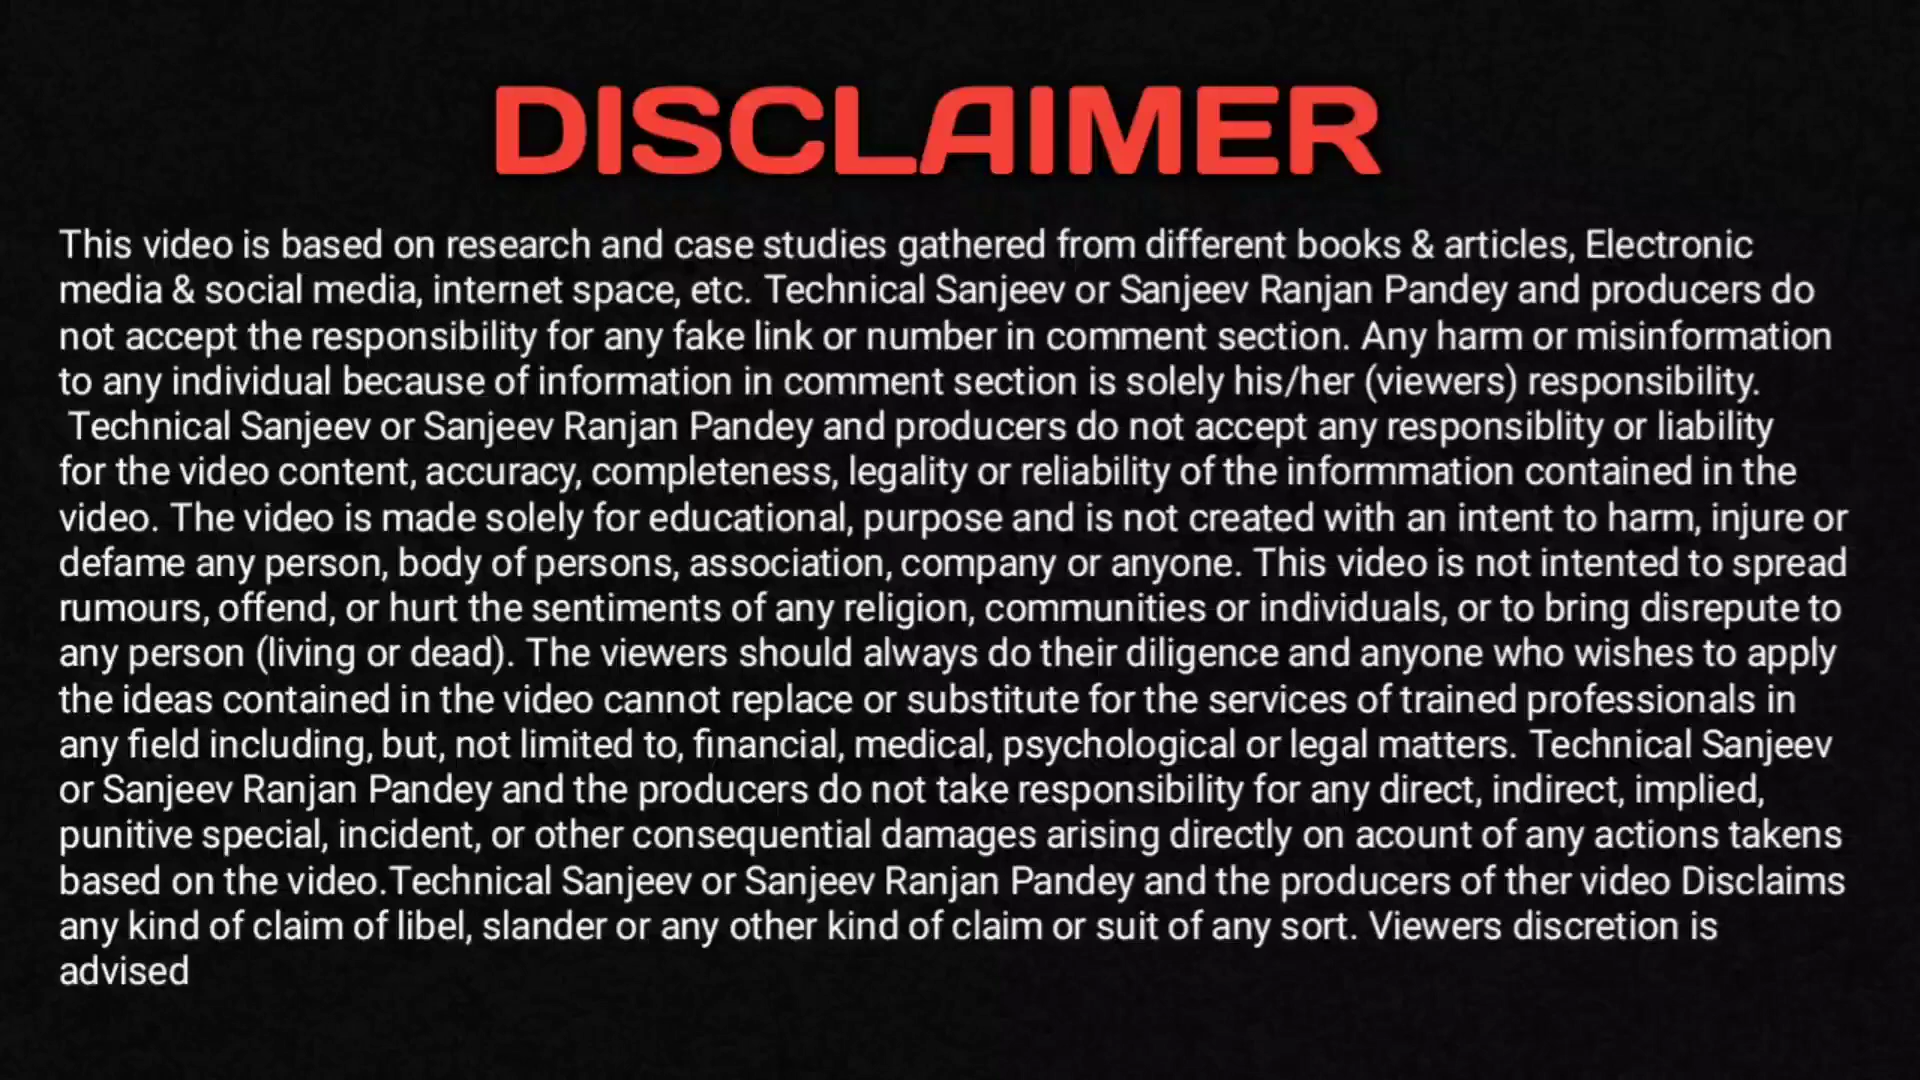 DISCLAIMER
This video is based on research and case studies gathered from different books & articles, Electronic
media & social media, internet space, etc. Technical Sanjeev or Sanjeev Ranjan Pandey and producers do
not accept the responsibility for any fake link or number in comment section. Any harm or misinformation
to any individual because of information in comment section is solely his/her (viewers) responsibility.
Technical Sanjeev or Sanjeev Ranjan Pandey and producers do not accept any responsiblity or liability
for the video content, accuracy, completeness, legality or reliability of the informmation contained in the
video. The video is made solely for educational, purpose and is not created with an intent to harm, injure or
defame any person, body of persons, association, company or anyone. This video is not intented to spread
rumours, offend, or hurt the sentiments of any religion, communities or individuals, or to bring disrepute to
any person (living or dead). The viewers should always do their diligence and anyone who wishes to apply
the ideas contained in the video cannot replace or substitute for the services of trained professionals in
any field including, but, not limited to, financial, medical, psychological or legal matters. Technical Sanjeev
or Sanjeev Ranjan Pandey and the producers do not take responsibility for any direct, indirect, implied,
punitive special, incident, or other consequential damages arising directly on acount of any actions takens
based on the video.Technical Sanjeev or Sanjeev Ranjan Pandey and the producers of ther video Disclaims
any kind of claim of libel, slander or any other kind of claim or suit of any sort. Viewers discretion is
advised